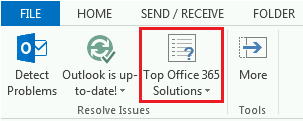 FILE HOME SEND / RECEIVE FOLDER
Detect Outlook is up- Top Office 365 More
Problems to-date! Solutions
Resolve Issues Tools